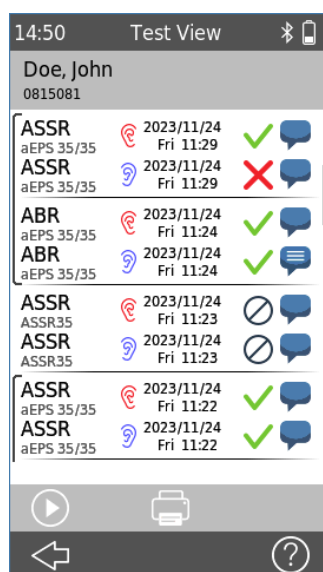 14:50 Test View
Doe, John
0815081
ASSR 2023/11/24
aEPS 35/35 Fri 11:29
ASSR 2023/11/24
aEPS 35/35 Fri 11:29
ABR 2023/11/24
aEPS 35/35 Fri 11:24
ABR 2023/11/24
aEPS 35/35 Fri 11:24
ASSR 2023/11/24
ASSR35 Fri 11:23
ASSR 2023/11/24
ASSR35 Fri 11:23
ASSR 2023/11/24
aEPS 35/35 Fri 11:22
ASSR 2023/11/24
aEPS 35/35 Fri 11:22
?